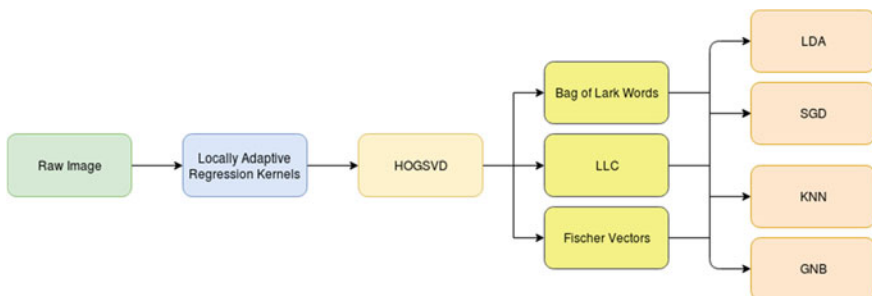 Raw Image
Locally Adaptive
Regression Kernels
HOGSVD
Bag of Lark Words
LLC
Fischer Vectors
LDA
SGD
KNN
GNB